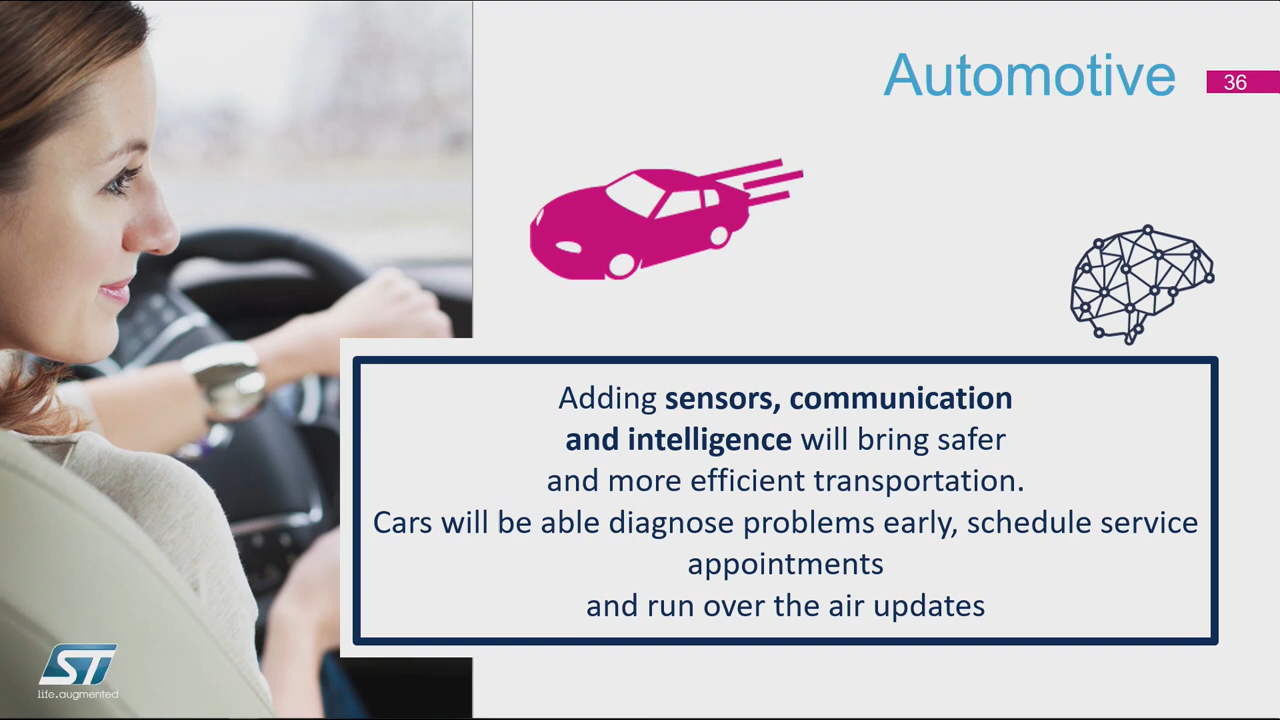 Automotive
36
Adding sensors, communication
and intelligence will bring safer
and more efficient transportation.
Cars will be able diagnose problems early, schedule service
appointments
and run over the air updates
ST
life.augmented